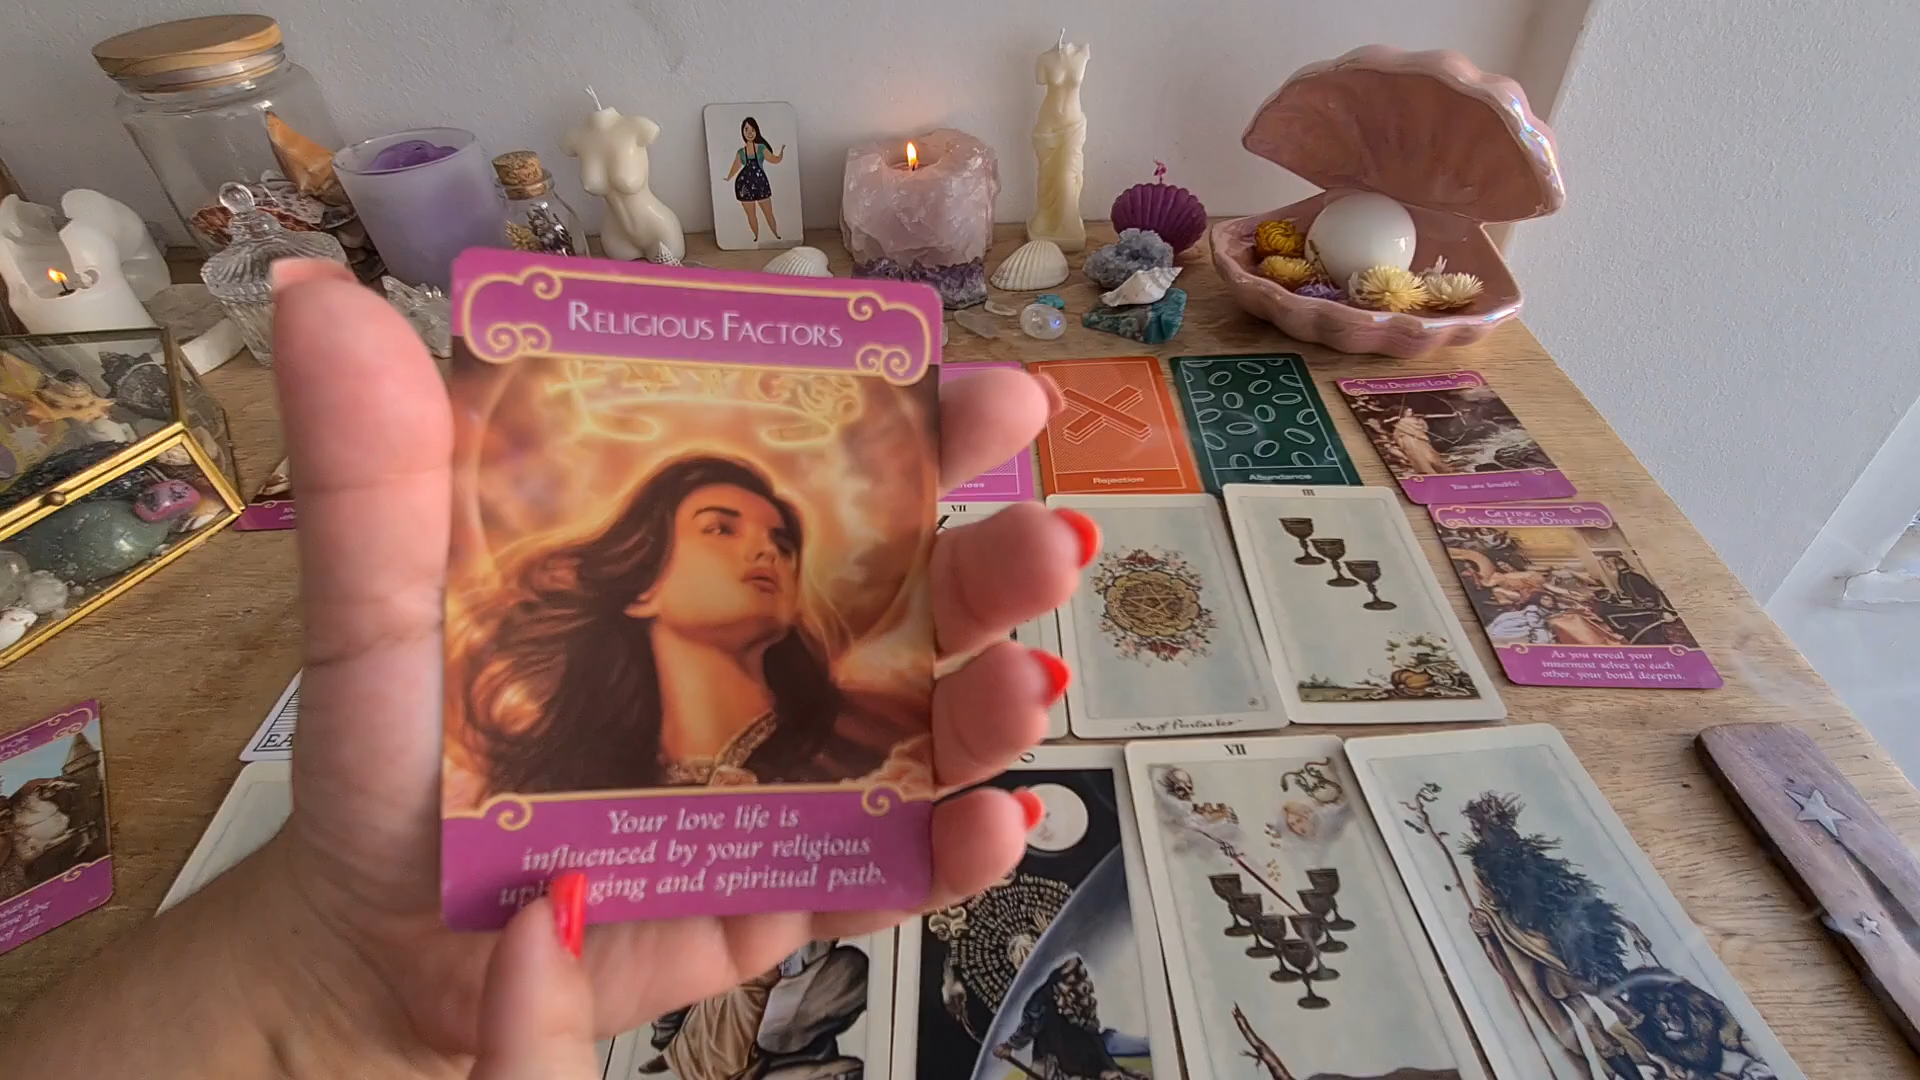 RELIGIOUS FACTORS
Your love life is
influenced by your religious
and spiritual path.
Rejection
Abundance
YOU DESERVE LOVE
You are lovable!
GETTING TO
KNOW EACH OTHER
As you reveal your
innermost selves to each
other, your bond deepens.
VII
III
Ace of Pentacles
VII